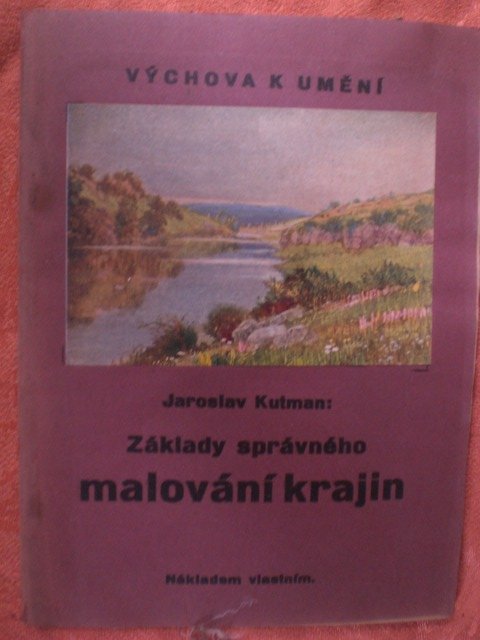 VÝCHOVA K UMĚNÍ
Jaroslav Kutman:
Základy správného
malování krajin
Nákladem vlastním.